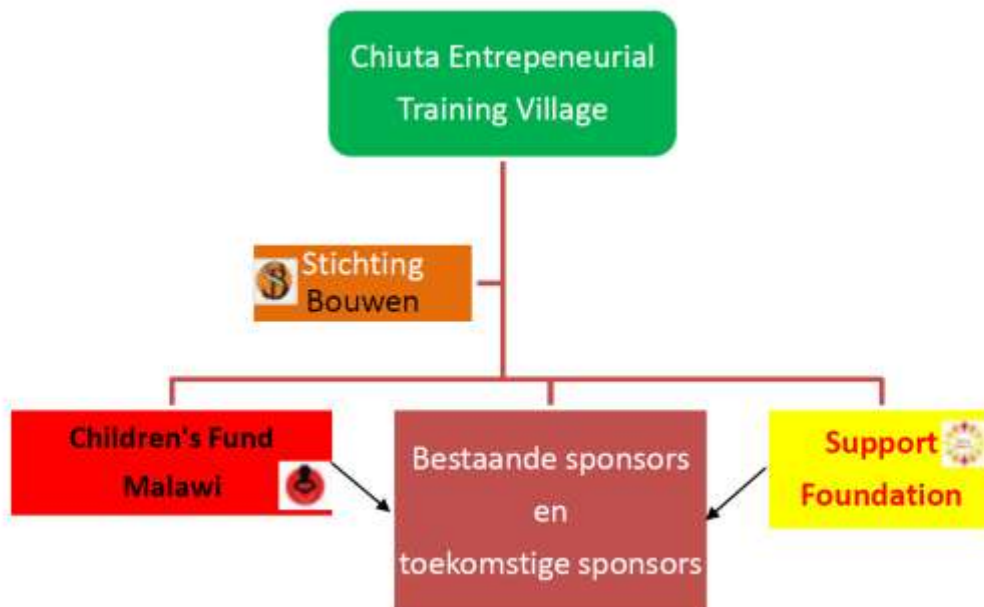 Chiuta Entrepeneurial
Training Village
Stichting
Bouwen
Children's Fund
Malawi
Bestaande sponsors
en
toekomstige sponsors
Support
Foundation